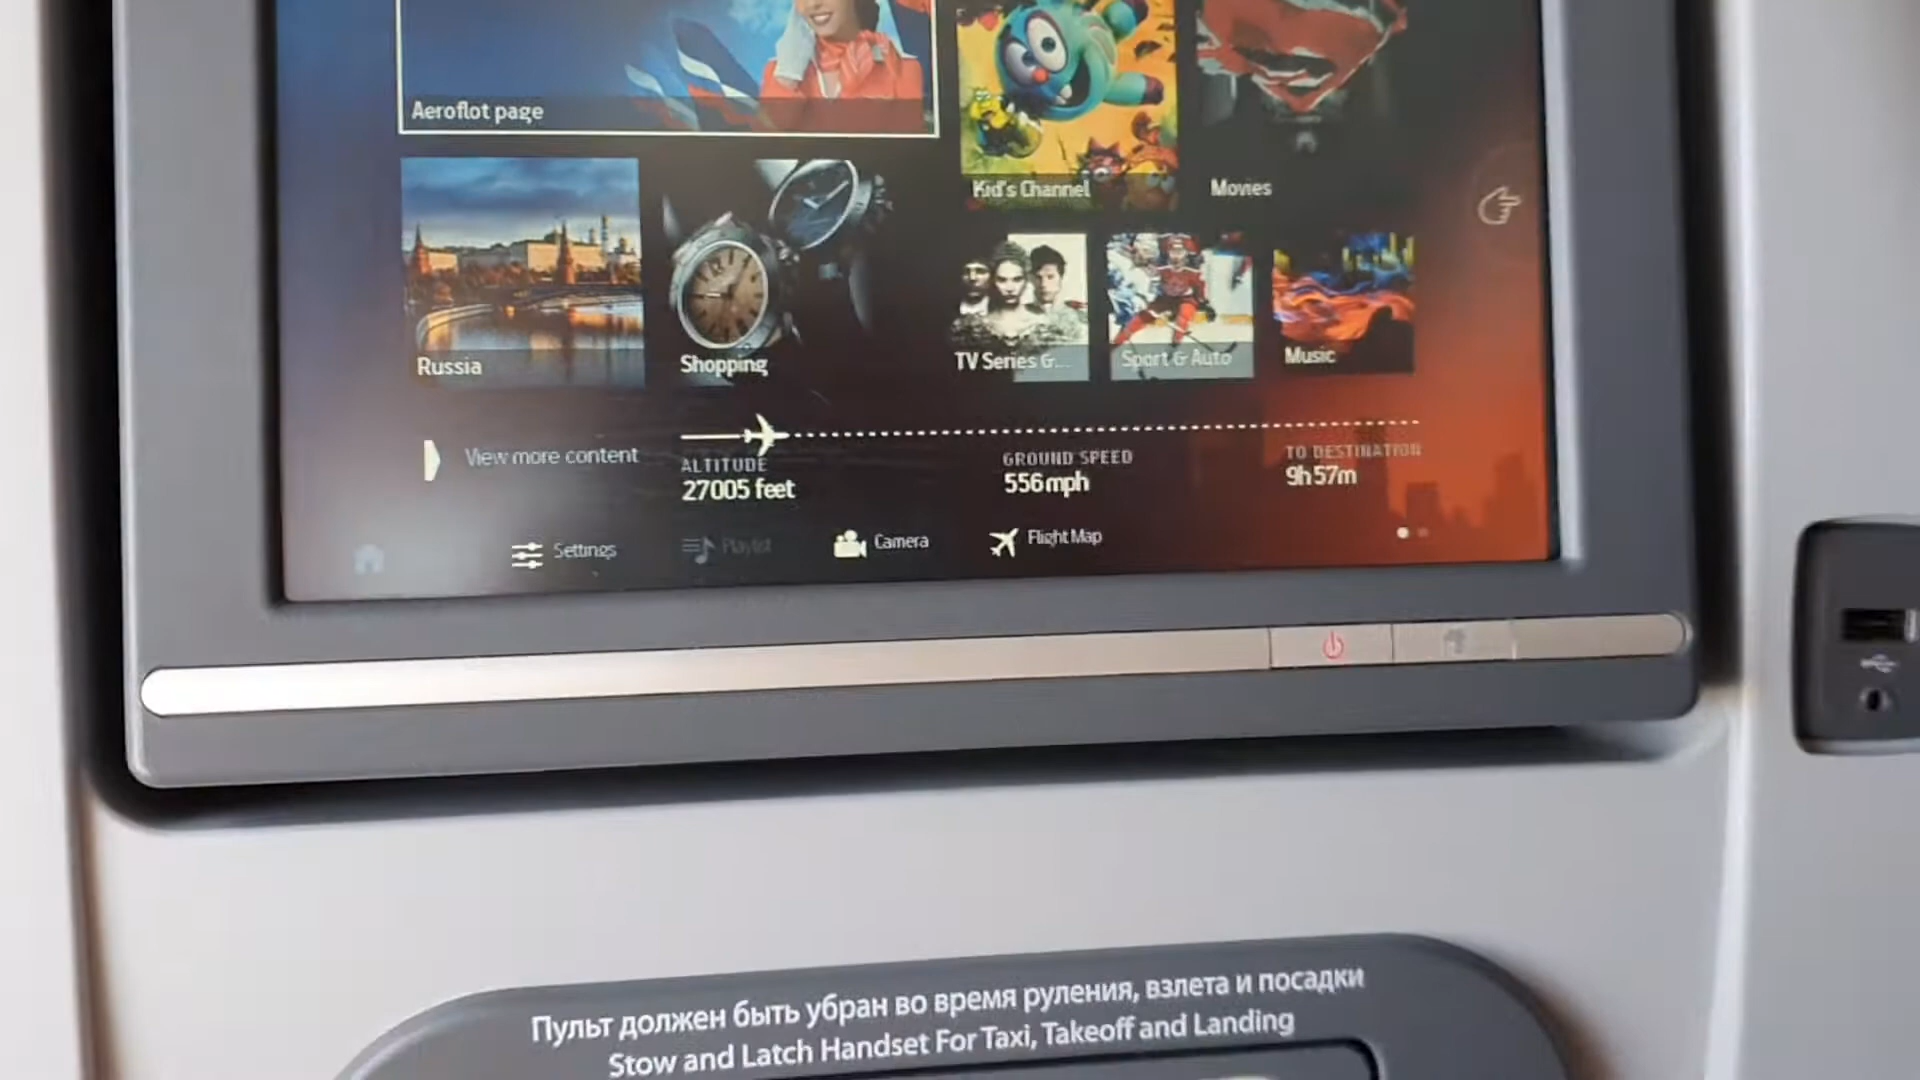 Aeroflot page
Kid's Channel
Movies
Russia
Shopping
TV Series &...
Sport & Auto
Music
View more content
ALTITUDE
27005 feet
GROUND SPEED
556 mph
TO DESTINATION
9h 57m
Settings
Playlist
Camera
Flight Map
Пульт должен быть убран во время руления, взлета и посадки
Stow and Latch Handset For Taxi, Takeoff and Landing